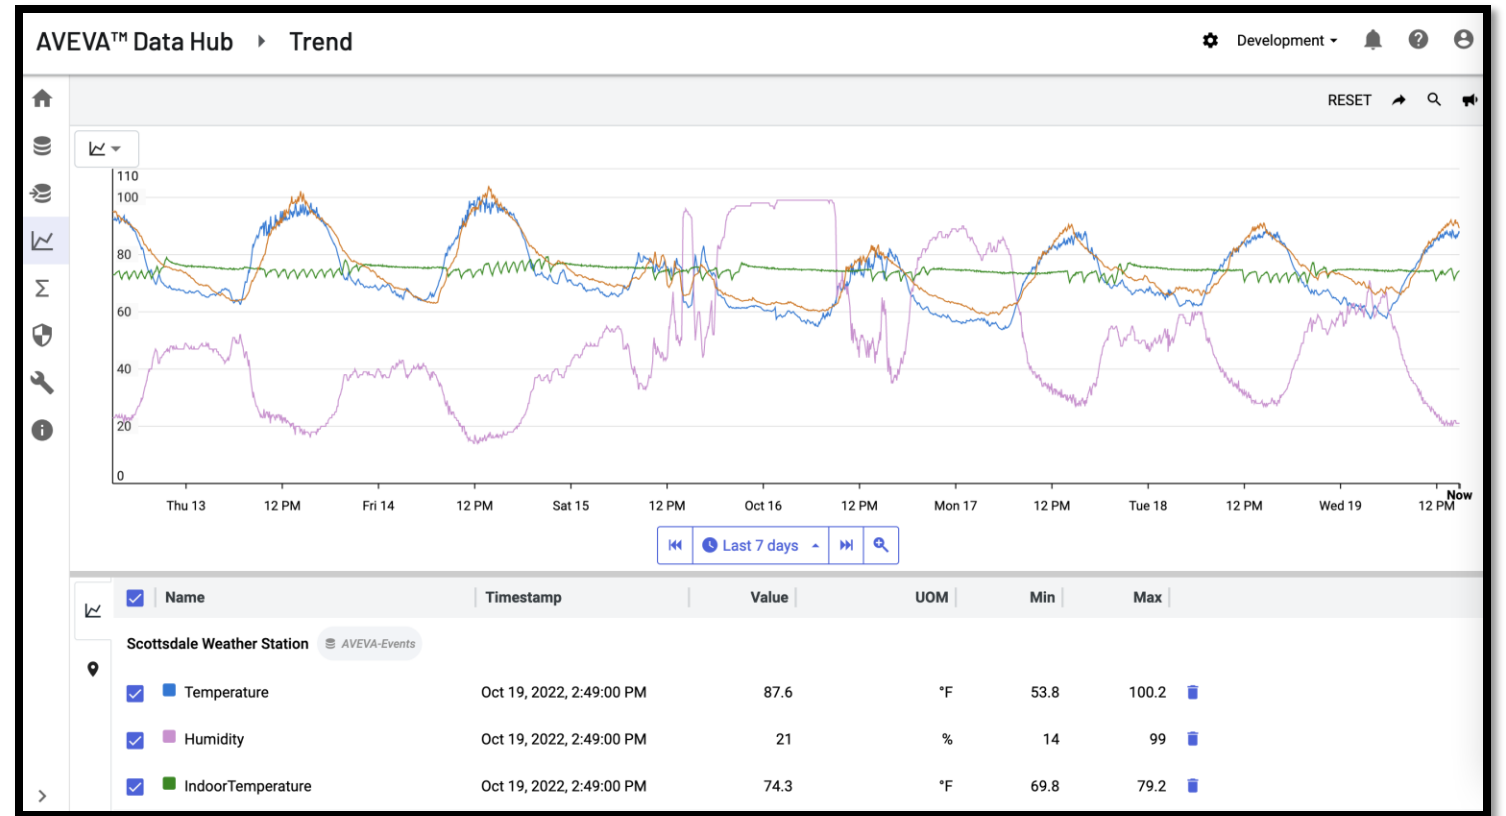 AVEVA™ Data Hub Trend
Development
RESET
110
100
80
60
40
20
0
Thu 13 12 PM Fri 14 12 PM Sat 15 12 PM Oct 16 12 PM Mon 17 12 PM Tue 18 12 PM Wed 19 12 PM Now
Last 7 days
Name Timestamp Value UOM Min Max
Scottsdale Weather Station AVEVA-Events
Temperature Oct 19, 2022, 2:49:00 PM 87.6 °F 53.8 100.2
Humidity Oct 19, 2022, 2:49:00 PM 21 % 14 99
IndoorTemperature Oct 19, 2022, 2:49:00 PM 74.3 °F 69.8 79.2